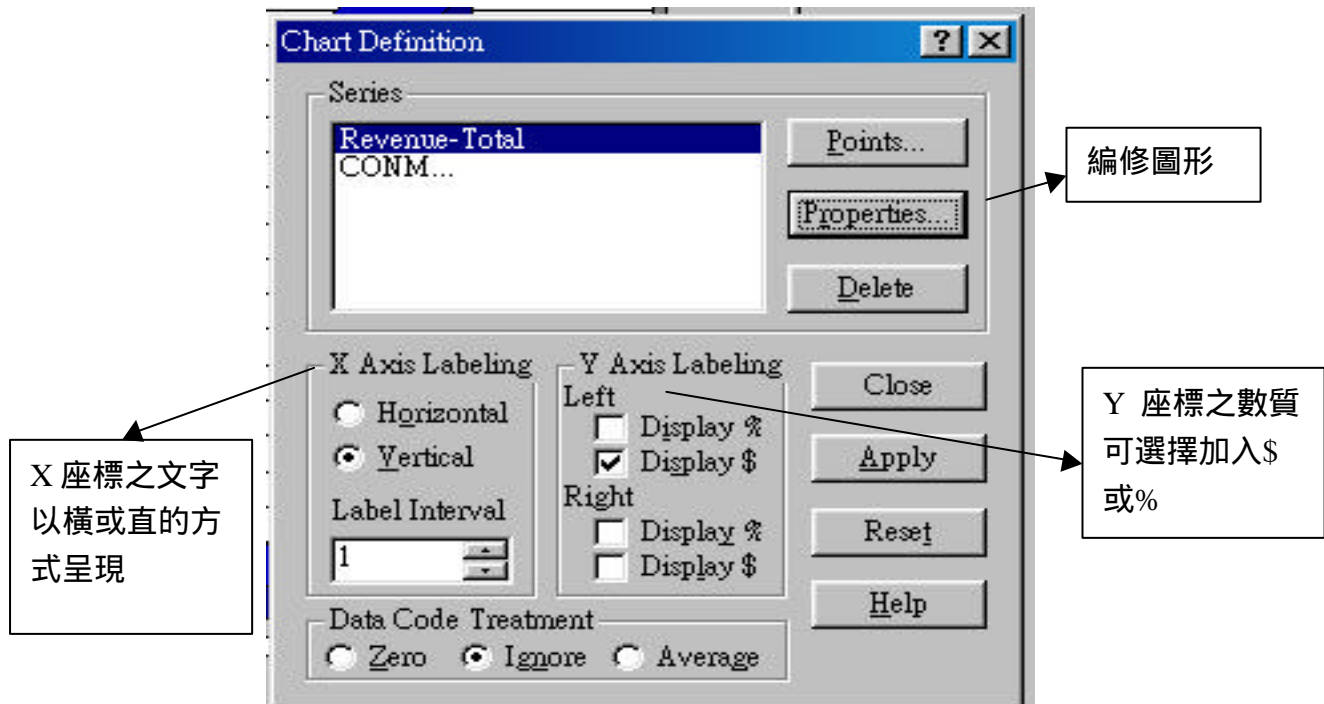 Chart Definition
Series
Revenue-Total
CONM...
Points...
Properties...
Delete
編修圖形
X Axis Labeling
Horizontal
Vertical
Label Interval
1
Y Axis Labeling
Left
Display %
Display $
Right
Display %
Display $
Close
Apply
Reset
Help
Data Code Treatment
Zero
Ignore
Average
X 座標之文字
以橫或直的方
式呈現
Y 座標之數質
可選擇加入$
或%